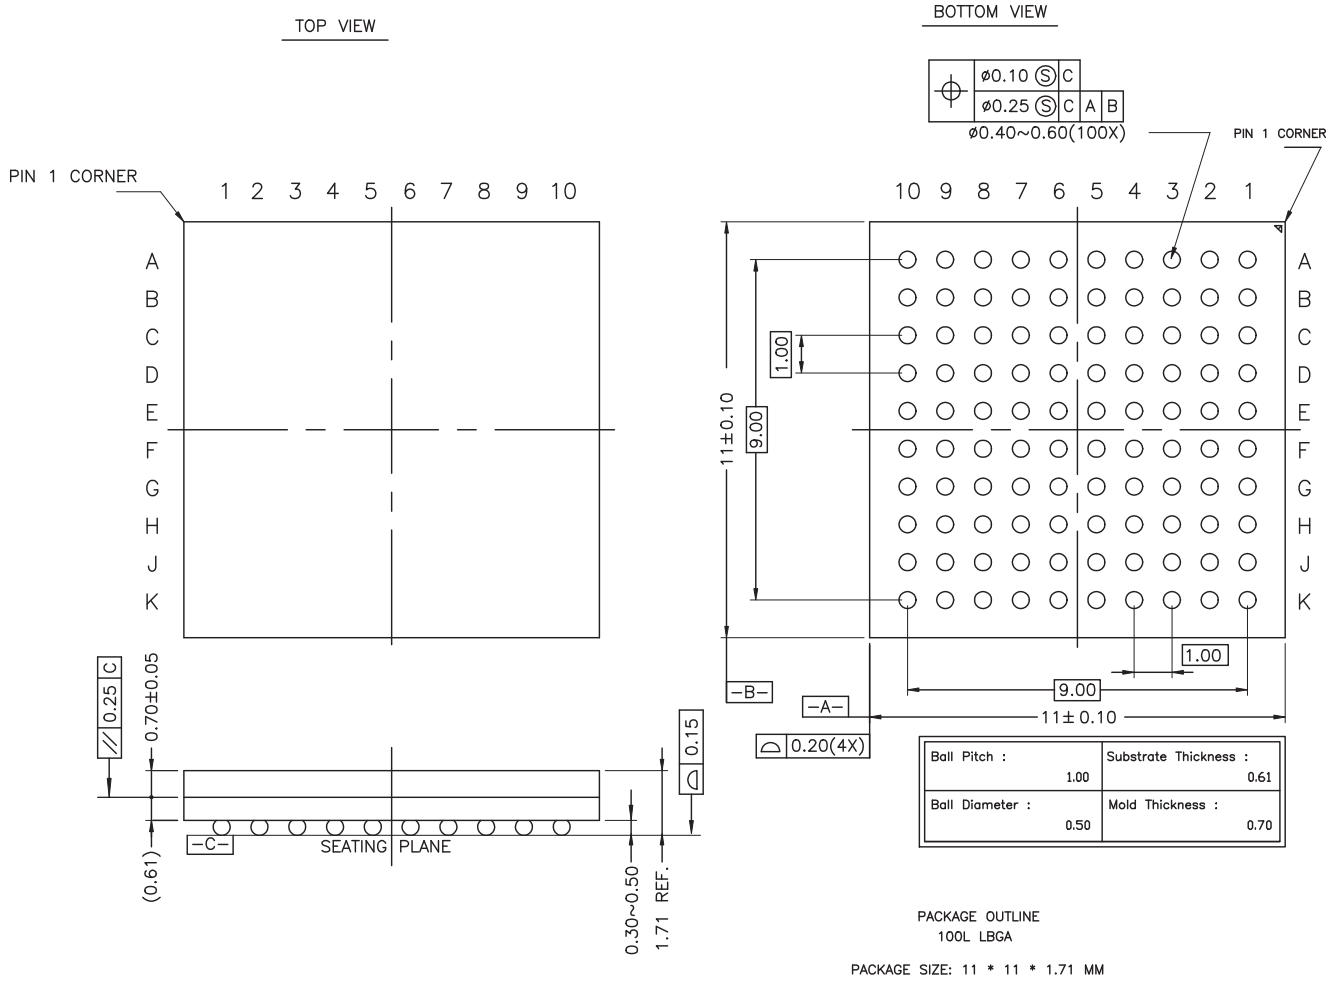 TOP VIEW
BOTTOM VIEW
⌀0.10 Ⓢ C
⌀0.25 Ⓢ C A B
⌀0.40~0.60(100X)
PIN 1 CORNER
PIN 1 CORNER
1 2 3 4 5 6 7 8 9 10
10 9 8 7 6 5 4 3 2 1
A
B
C
D
E
F
G
H
J
K
A
B
C
D
E
F
G
H
J
K
1.00
9.00
11±0.10
1.00
9.00
11±0.10
-B-
-A-
0.20(4X)
0.25 C
0.70±0.05
(0.61)
-C-
SEATING PLANE
0.30~0.50
1.71 REF.
0.15
Ball Pitch : 1.00
Substrate Thickness : 0.61
Ball Diameter : 0.50
Mold Thickness : 0.70
PACKAGE OUTLINE
100L LBGA
PACKAGE SIZE: 11 * 11 * 1.71 MM